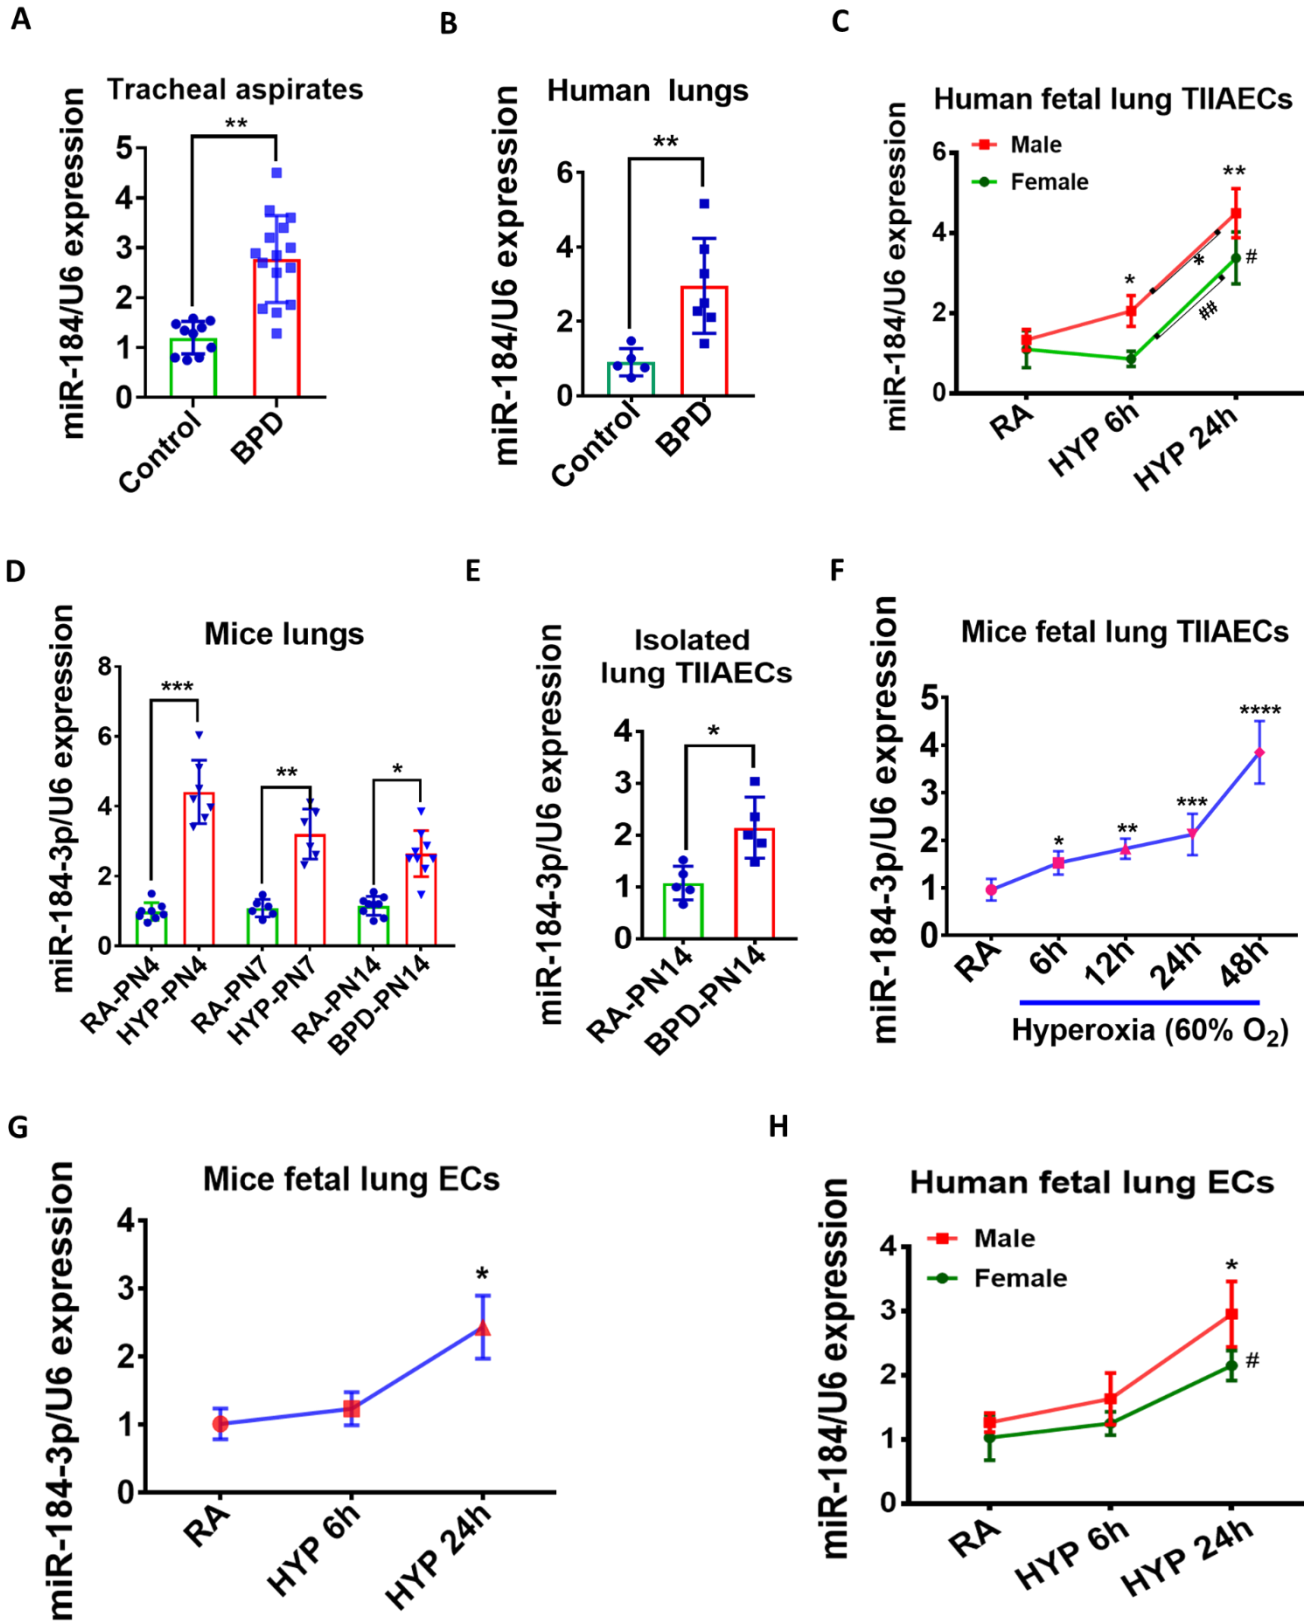 A
Tracheal aspirates
miR-184/U6 expression
**
5
4
3
2
1
0
Control
BPD
B
Human lungs
miR-184/U6 expression
**
6
4
2
0
Control
BPD
C
Human fetal lung TIIAECs
miR-184/U6 expression
Male
Female
6
4
2
0
*
**
*
#
##
RA
HYP 6h
HYP 24h
D
Mice lungs
miR-184-3p/U6 expression
8
6
4
2
0
***
**
*
RA-PN4
HYP-PN4
RA-PN7
HYP-PN7
RA-PN14
BPD-PN14
E
Isolated
lung TIIAECs
miR-184-3p/U6 expression
*
4
3
2
1
0
RA-PN14
BPD-PN14
F
Mice fetal lung TIIAECs
miR-184-3p/U6 expression
5
4
3
2
1
0
*
**
***
****
RA
6h
12h
24h
48h
Hyperoxia (60% O₂)
G
Mice fetal lung ECs
miR-184-3p/U6 expression
4
3
2
1
0
*
RA
HYP 6h
HYP 24h
H
Human fetal lung ECs
miR-184/U6 expression
Male
Female
4
3
2
1
0
*
#
RA
HYP 6h
HYP 24h